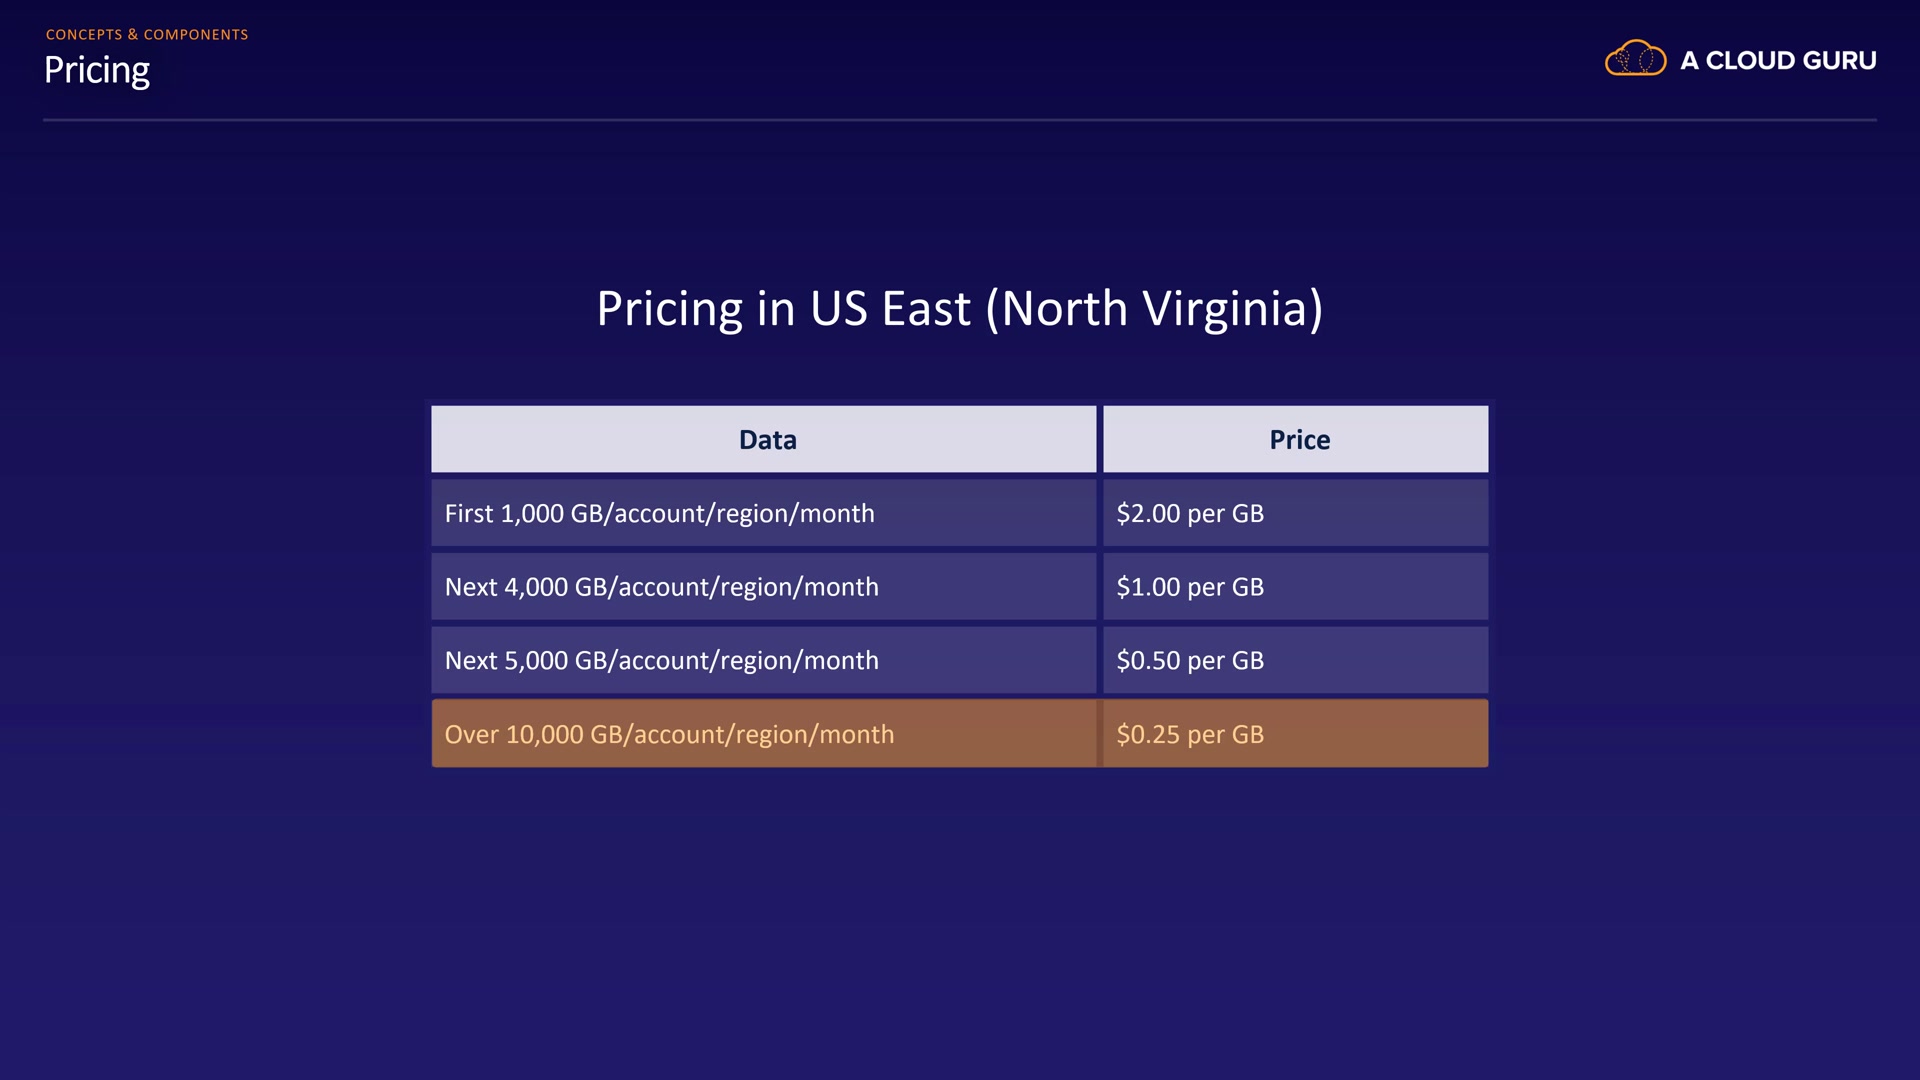 CONCEPTS & COMPONENTS
Pricing
A CLOUD GURU
Pricing in US East (North Virginia)
Data Price
First 1,000 GB/account/region/month $2.00 per GB
Next 4,000 GB/account/region/month $1.00 per GB
Next 5,000 GB/account/region/month $0.50 per GB
Over 10,000 GB/account/region/month $0.25 per GB